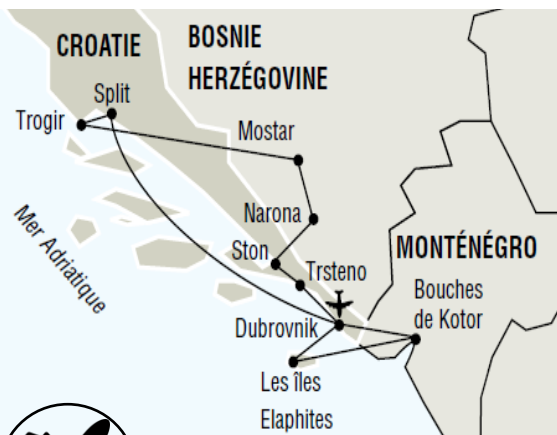 CROATIE
BOSNIE
HERZÉGOVINE
Split
Trogir
Mostar
Narona
Mer Adriatique
Ston
Trsteno
MONTÉNÉGRO
Bouches
de Kotor
Dubrovnik
Les îles
Elaphites